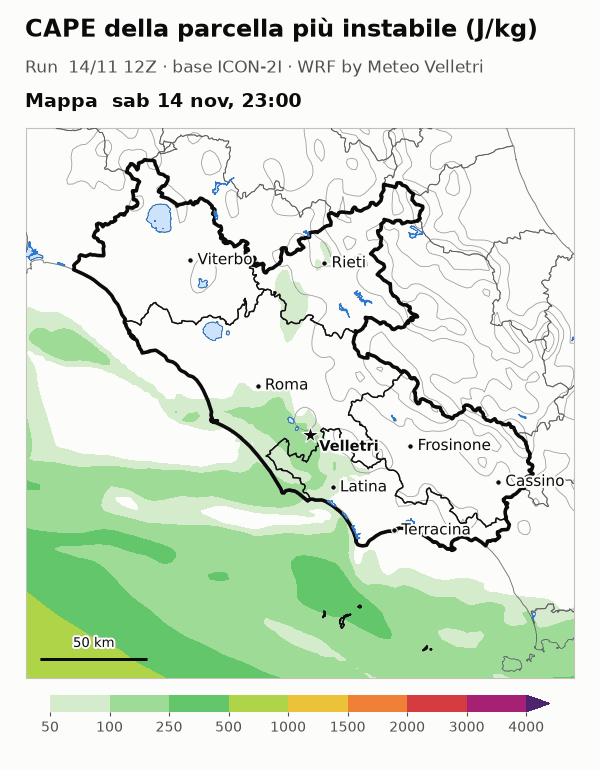 CAPE della parcella più instabile (J/kg)
Run  14/11 12Z · base ICON-2I · WRF by Meteo Velletri
Mappa  sab 14 nov, 23:00
Viterbo
Rieti
Roma
Velletri
Frosinone
Cassino
Latina
Terracina
50 km
50 100 250 500 1000 1500 2000 3000 4000